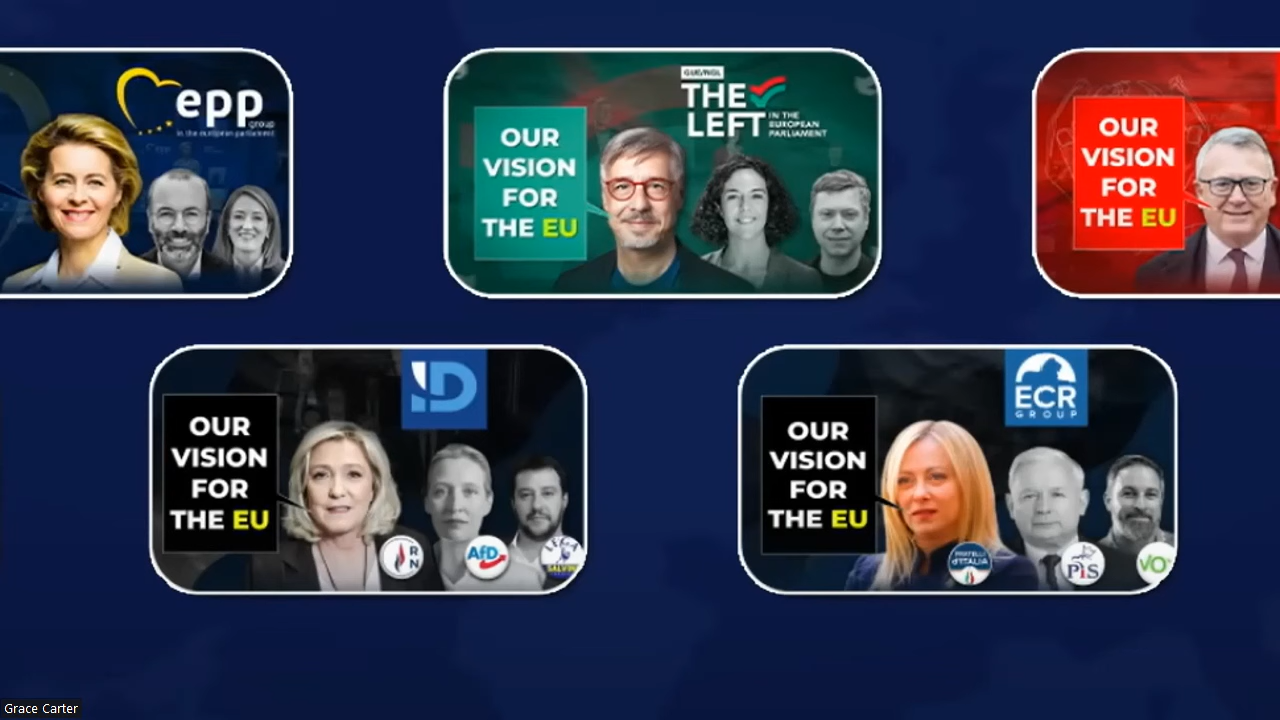 epp
group
in the european parliament
OUR
VISION
FOR
THE EU
GUE/NGL
THE
LEFT
IN THE
EUROPEAN
PARLIAMENT
OUR
VISION
FOR
THE EU
OUR
VISION
FOR
THE EU
ID
R
N
AfD
LEGA
SALVINI
OUR
VISION
FOR
THE EU
ECR
GROUP
FRATELLI
d'ITALIA
PiS
VO
Grace Carter